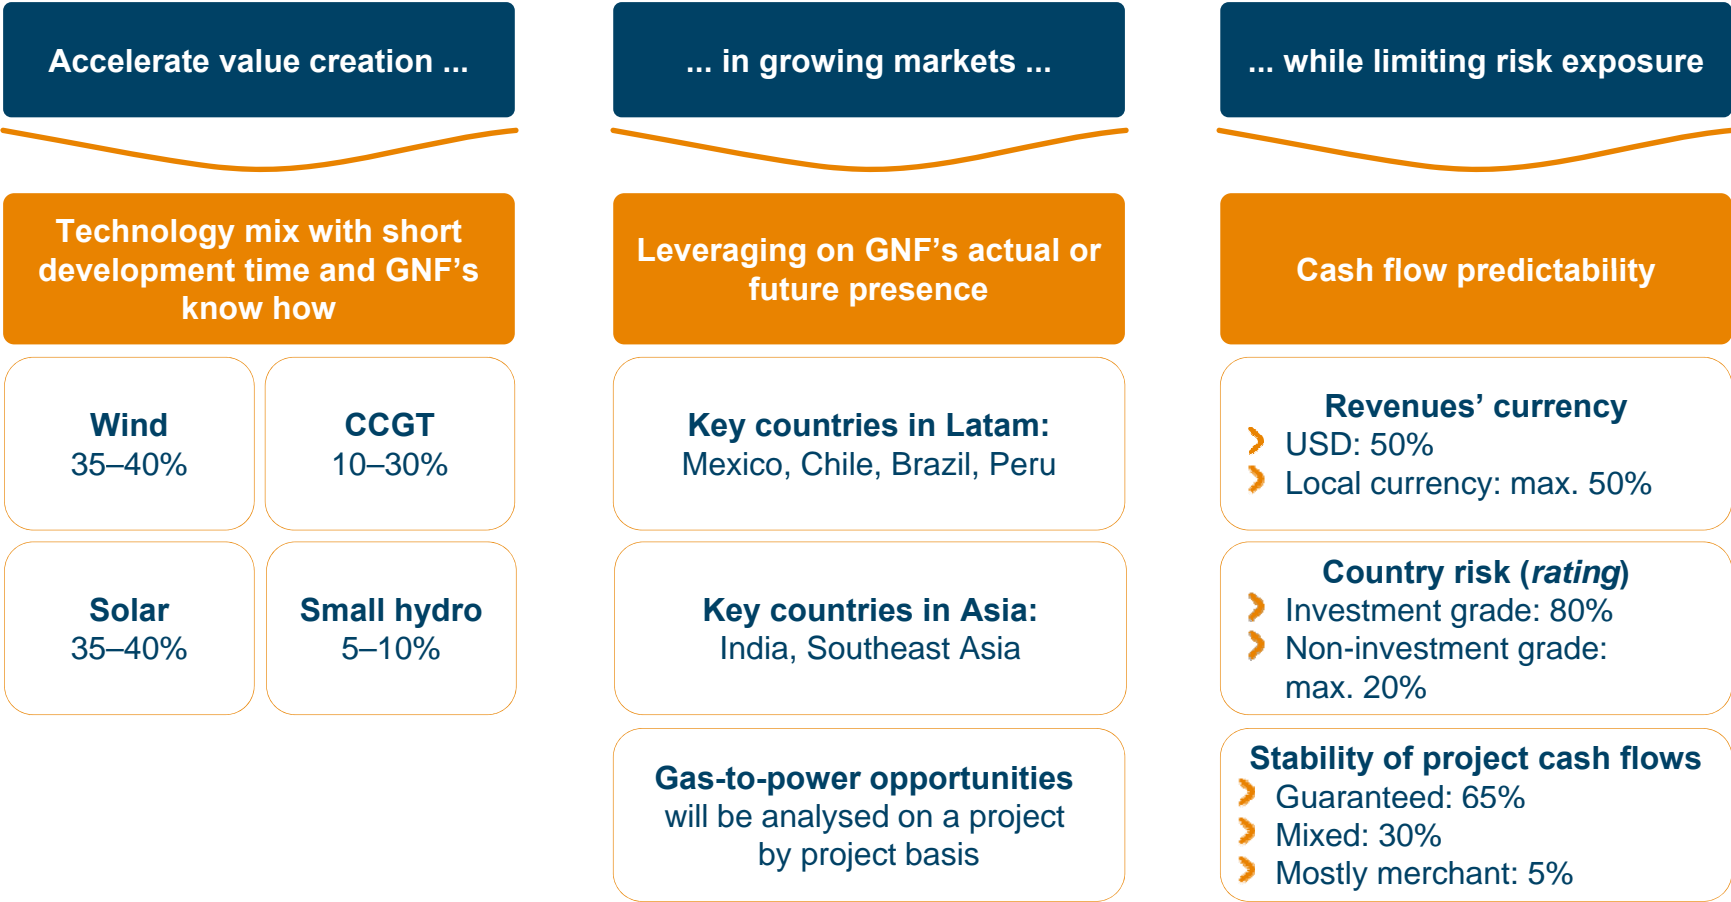 Accelerate value creation ...
Technology mix with short
development time and GNF’s
know how
Wind
35–40%
CCGT
10–30%
Solar
35–40%
Small hydro
5–10%
... in growing markets ...
Leveraging on GNF’s actual or
future presence
Key countries in Latam:
Mexico, Chile, Brazil, Peru
Key countries in Asia:
India, Southeast Asia
Gas-to-power opportunities
will be analysed on a project
by project basis
... while limiting risk exposure
Cash flow predictability
Revenues’ currency
USD: 50%
Local currency: max. 50%
Country risk (rating)
Investment grade: 80%
Non-investment grade:
max. 20%
Stability of project cash flows
Guaranteed: 65%
Mixed: 30%
Mostly merchant: 5%